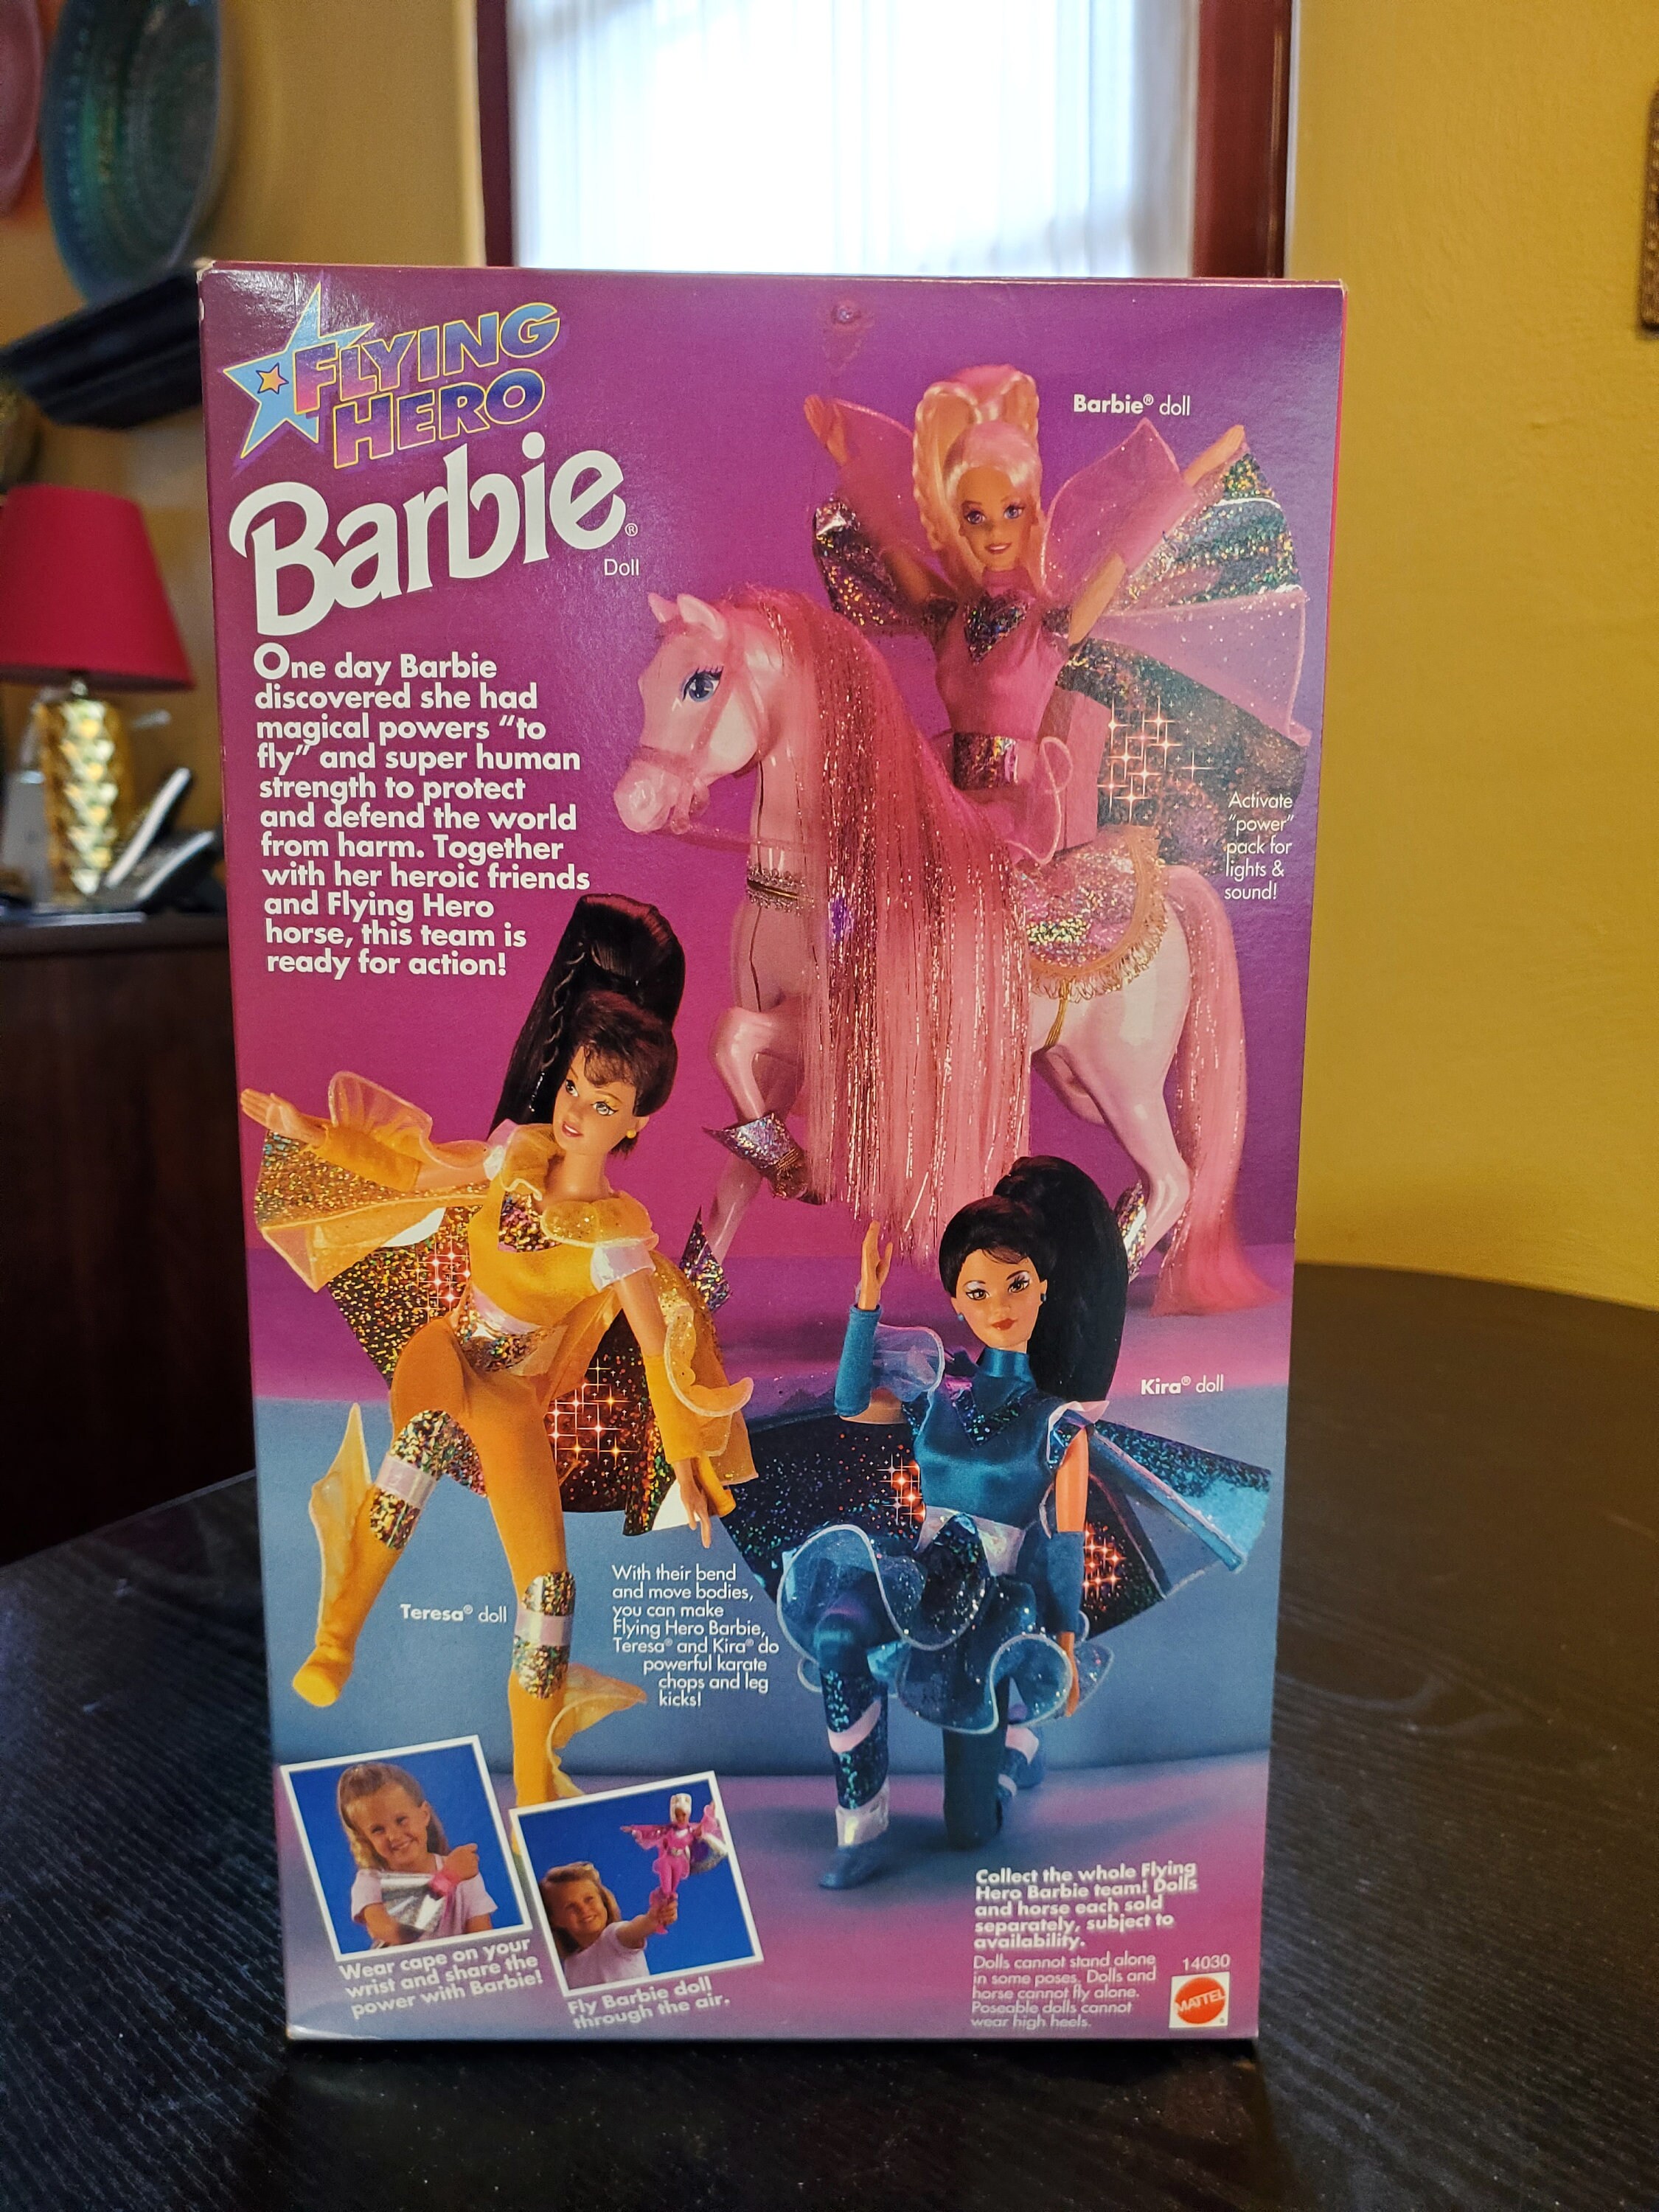 FLYING
HERO
Barbie®
Doll
One day Barbie
discovered she had
magical powers “to
fly” and super human
strength to protect
and defend the world
from harm. Together
with her heroic friends
and Flying Hero
horse, this team is
ready for action!
Barbie® doll
Activate
“power”
pack for
lights &
sound!
Kira® doll
Teresa® doll
With their bend
and move bodies,
you can make
Flying Hero Barbie,
Teresa® and Kira® do
powerful karate
chops and leg
kicks!
Wear cape on your
wrist and share the
power with Barbie!
Fly Barbie doll
through the air.
Collect the whole Flying
Hero Barbie team! Dolls
and horse each sold
separately, subject to
availability.
Dolls cannot stand alone
in some poses. Dolls and
horse cannot fly alone.
Poseable dolls cannot
wear high heels.
14030
MATTEL